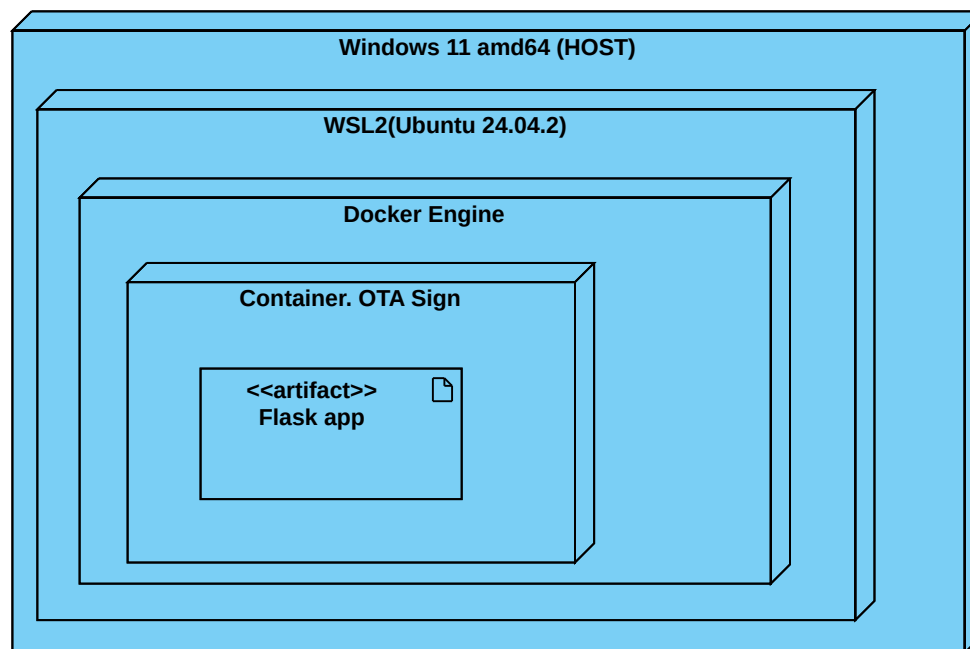 Windows 11 amd64 (HOST)
WSL2(Ubuntu 24.04.2)
Docker Engine
Container. OTA Sign
<<artifact>>
Flask app